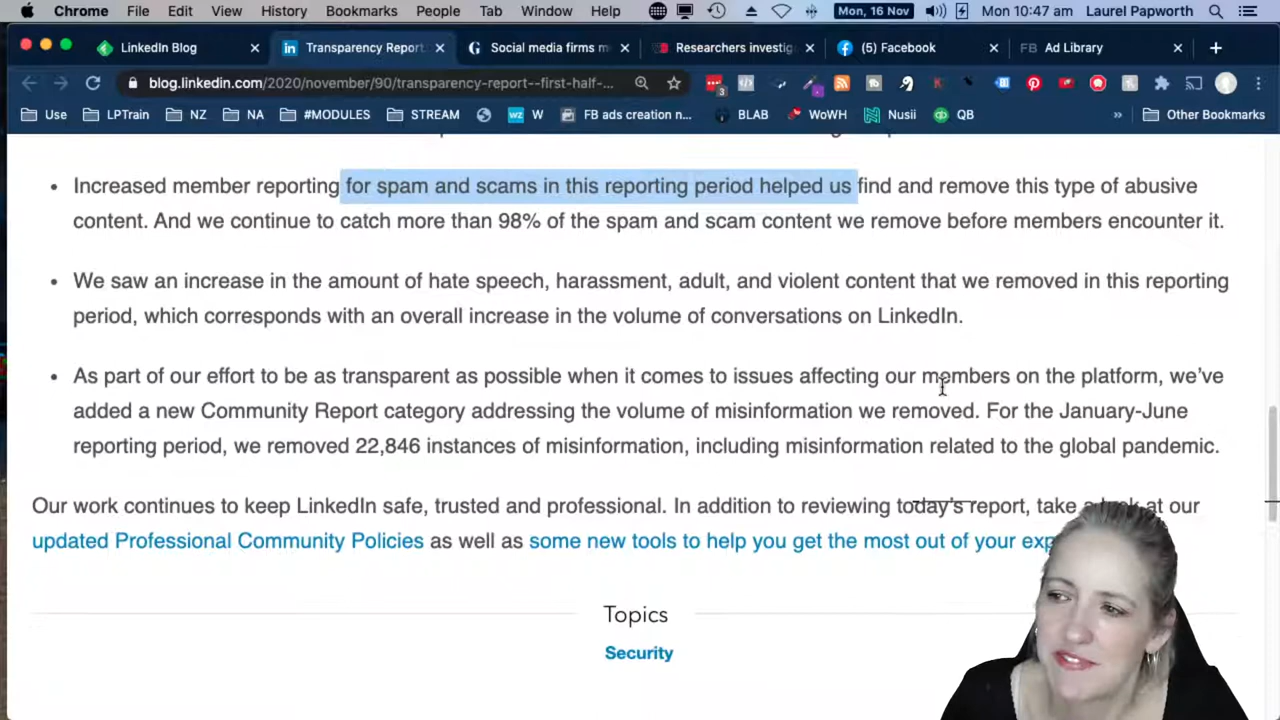 Chrome File Edit View History Bookmarks People Tab Window Help Mon, 16 Nov Mon 10:47 am Laurel Papworth
LinkedIn Blog Transparency Report Social media firms m Researchers investig (5) Facebook Ad Library
blog.linkedin.com/2020/november/90/transparency-report--first-half-...
Use LPTrain NZ NA #MODULES STREAM W FB ads creation n... BLAB WoWH Nusii QB » Other Bookmarks
• Increased member reporting for spam and scams in this reporting period helped us find and remove this type of abusive
content. And we continue to catch more than 98% of the spam and scam content we remove before members encounter it.
• We saw an increase in the amount of hate speech, harassment, adult, and violent content that we removed in this reporting
period, which corresponds with an overall increase in the volume of conversations on LinkedIn.
• As part of our effort to be as transparent as possible when it comes to issues affecting our members on the platform, we've
added a new Community Report category addressing the volume of misinformation we removed. For the January-June
reporting period, we removed 22,846 instances of misinformation, including misinformation related to the global pandemic.
Our work continues to keep LinkedIn safe, trusted and professional. In addition to reviewing today's report, take a look at our
updated Professional Community Policies as well as some new tools to help you get the most out of your exp
Topics
Security